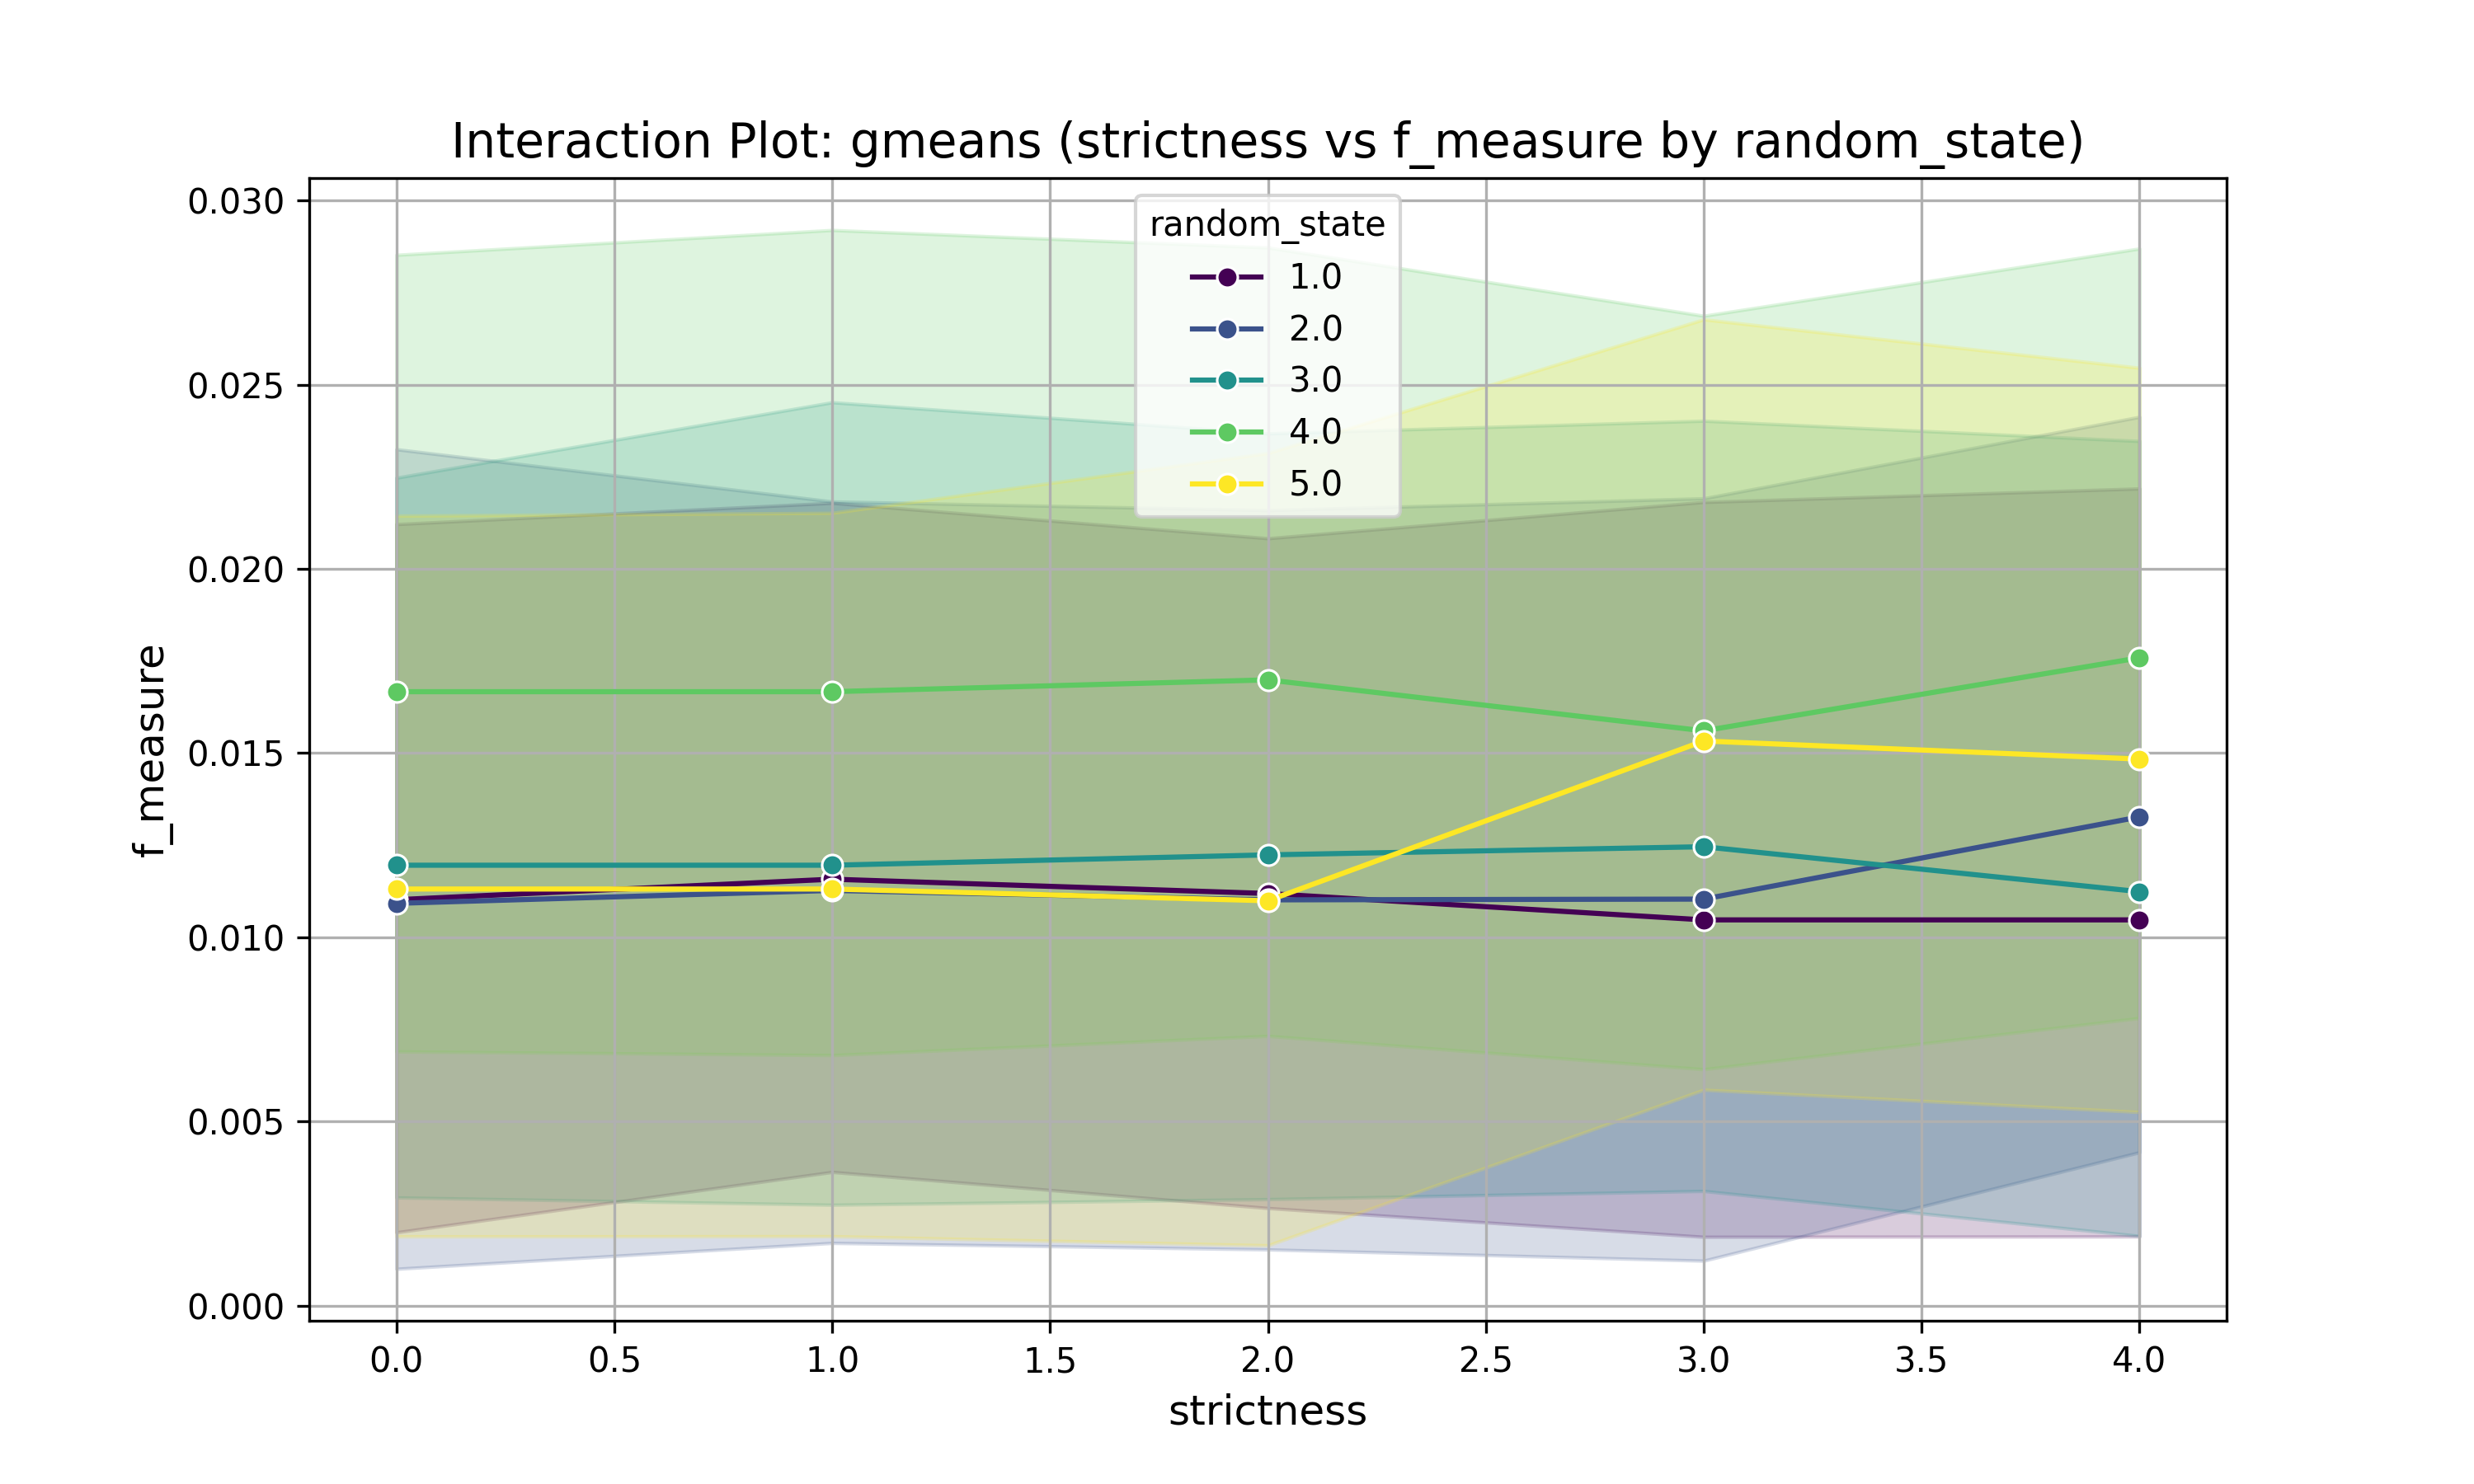 Interaction Plot: gmeans (strictness vs f_measure by random_state)
random_state
1.0
2.0
3.0
4.0
5.0
f_measure
0.030
0.025
0.020
0.015
0.010
0.005
0.000
0.0 0.5 1.0 1.5 2.0 2.5 3.0 3.5 4.0
strictness